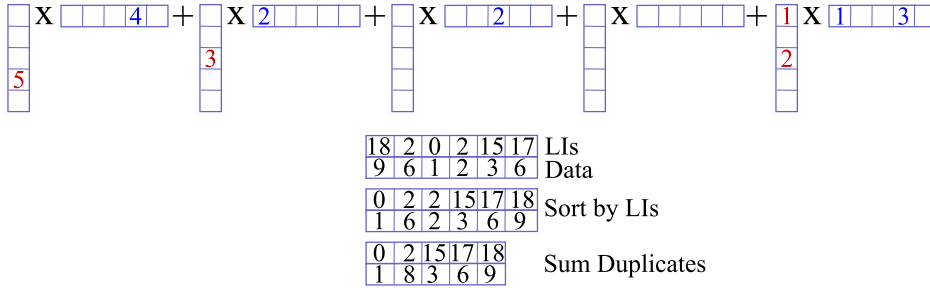 x 4 + x 2 + x 2 + x + 1 x 1 3
3 2
5
18 2 0 2 15 17 LIs
9 6 1 2 3 6 Data
0 2 2 15 17 18 Sort by LIs
1 6 2 3 6 9
0 2 15 17 18 Sum Duplicates
1 8 3 6 9